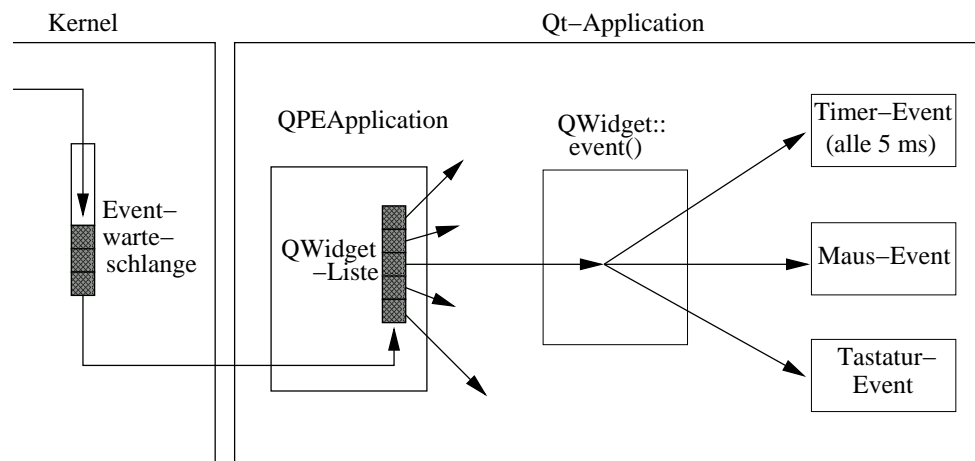 Kernel
Qt–Application
Event–
warte–
schlange
QPEApplication
QWidget
–Liste
QWidget::
event()
Timer–Event
(alle 5 ms)
Maus–Event
Tastatur–
Event